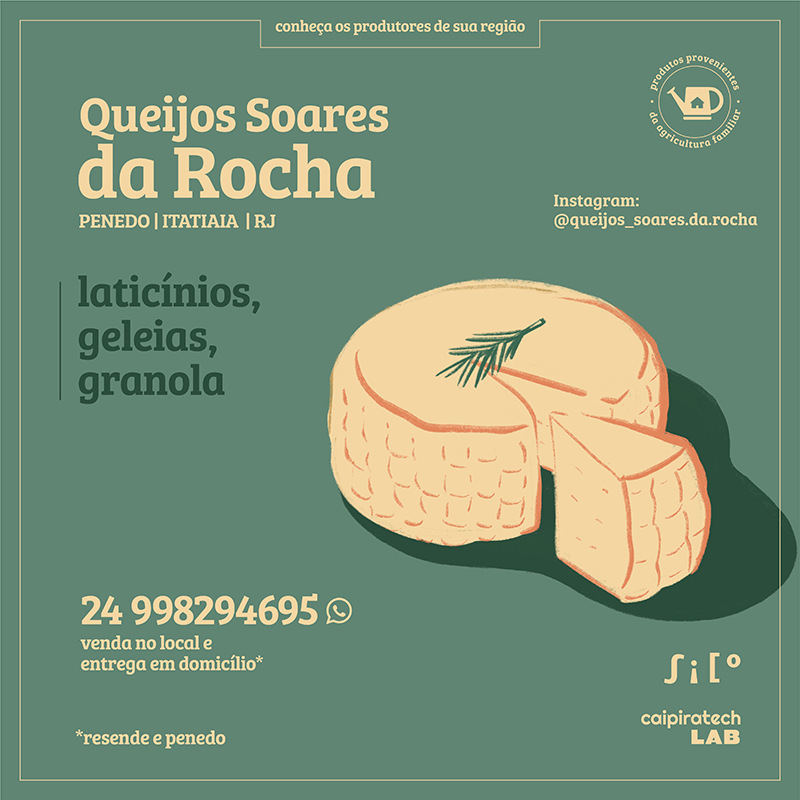 conheça os produtores de sua região
produtos provenientes
da agricultura familiar
Queijos Soares
da Rocha
PENEDO | ITATIAIA | RJ
Instagram:
@queijos_soares.da.rocha
laticínios,
geleias,
granola
24 998294695
venda no local e
entrega em domicílio*
*resende e penedo
caipiratech
LAB